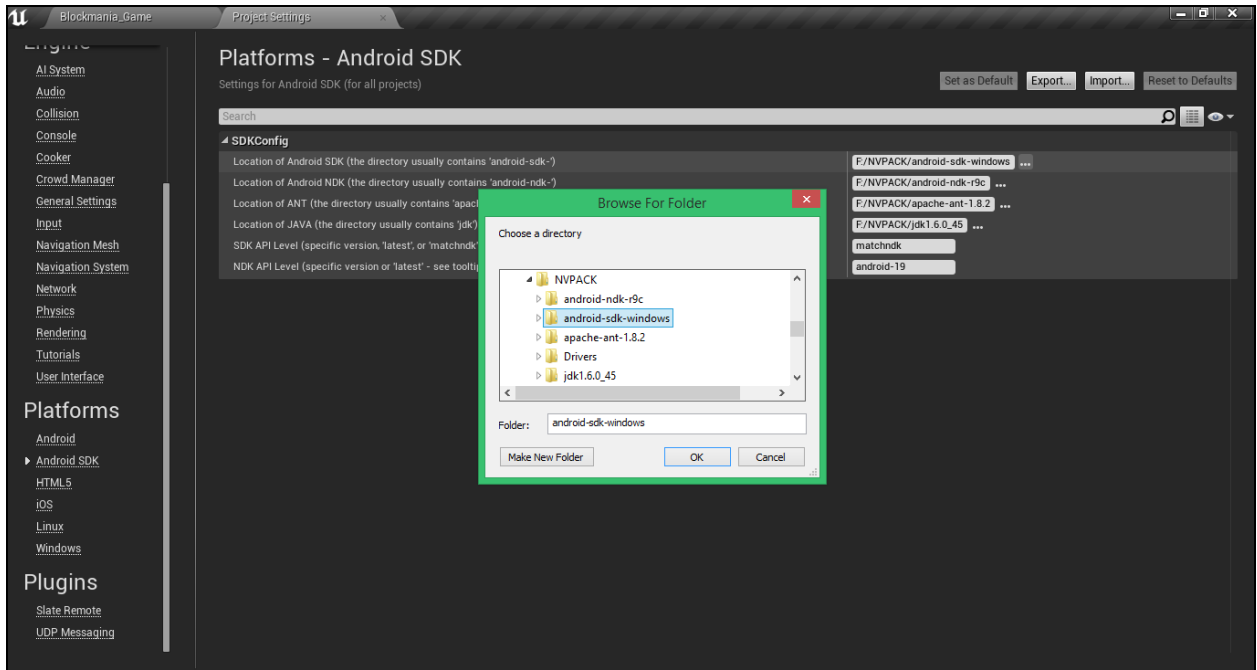 Blockmania_Game
Project Settings
Engine
AI System
Audio
Collision
Console
Cooker
Crowd Manager
General Settings
Input
Navigation Mesh
Navigation System
Network
Physics
Rendering
Tutorials
User Interface
Platforms
Android
Android SDK
HTML5
iOS
Linux
Windows
Plugins
Slate Remote
UDP Messaging
Platforms - Android SDK
Settings for Android SDK (for all projects)
Set as Default Export... Import... Reset to Defaults
Search
SDKConfig
Location of Android SDK (the directory usually contains 'android-sdk-') F:/NVPACK/android-sdk-windows ...
Location of Android NDK (the directory usually contains 'android-ndk-') F:/NVPACK/android-ndk-r9c ...
Location of ANT (the directory usually contains 'apac F:/NVPACK/apache-ant-1.8.2 ...
Location of JAVA (the directory usually contains 'jdk') F:/NVPACK/jdk1.6.0_45 ...
SDK API Level (specific version, 'latest', or 'matchndk' matchndk
NDK API Level (specific version or 'latest' - see toolti android-19
Browse For Folder
Choose a directory
NVPACK
android-ndk-r9c
android-sdk-windows
apache-ant-1.8.2
Drivers
jdk1.6.0_45
Folder: android-sdk-windows
Make New Folder OK Cancel